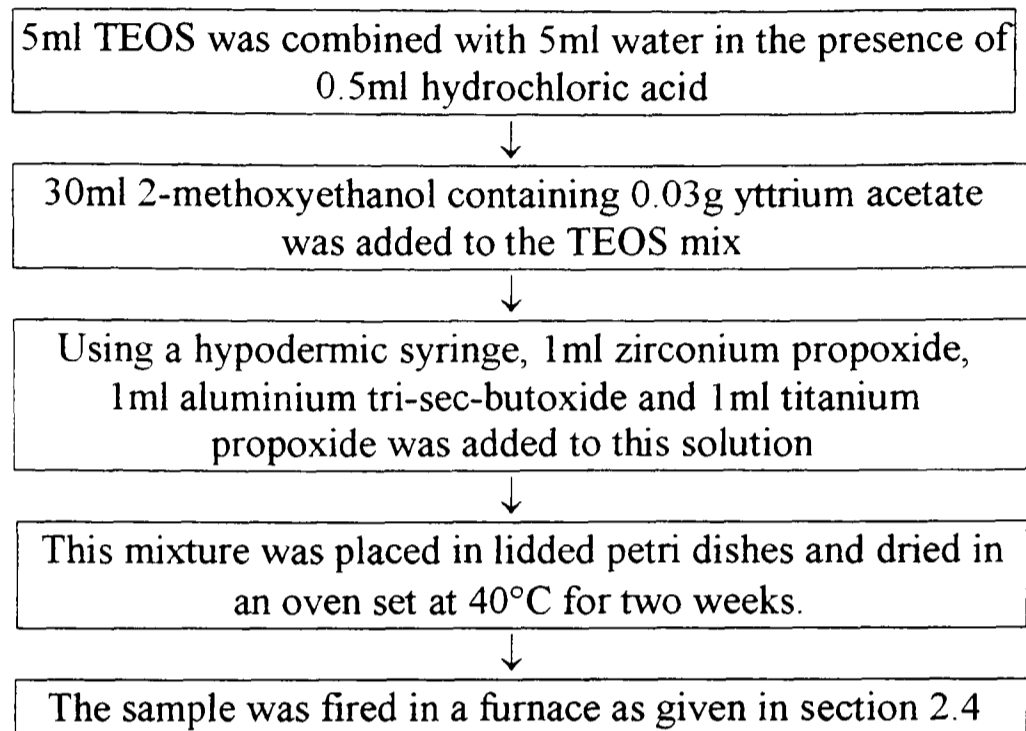 5ml TEOS was combined with 5ml water in the presence of
0.5ml hydrochloric acid
↓
30ml 2-methoxyethanol containing 0.03g yttrium acetate
was added to the TEOS mix
↓
Using a hypodermic syringe, 1ml zirconium propoxide,
1ml aluminium tri-sec-butoxide and 1ml titanium
propoxide was added to this solution
↓
This mixture was placed in lidded petri dishes and dried in
an oven set at 40°C for two weeks.
↓
The sample was fired in a furnace as given in section 2.4